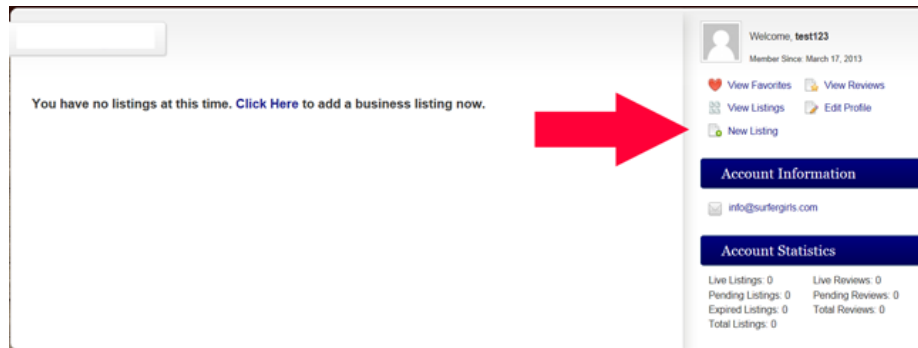 Welcome, test123
Member Since: March 17, 2013
View Favorites View Reviews
You have no listings at this time. Click Here to add a business listing now.
View Listings Edit Profile
New Listing
Account Information
info@surfergirls.com
Account Statistics
Live Listings: 0 Live Reviews: 0
Pending Listings: 0 Pending Reviews: 0
Expired Listings: 0 Total Reviews: 0
Total Listings: 0